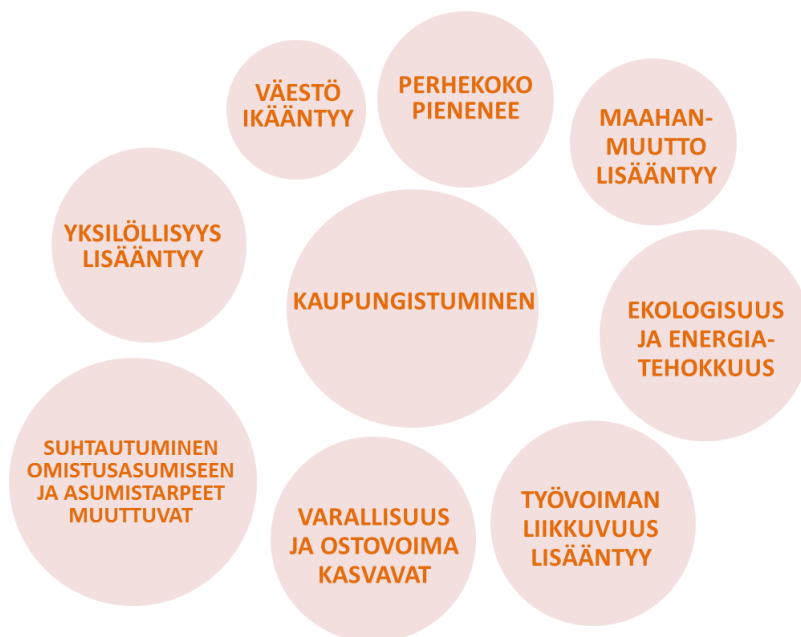 VÄESTÖ
IKÄÄNTYY
PERHEKOKO
PIENENEE
MAAHAN-
MUUTTO
LISÄÄNTYY
YKSILÖLLISYYS
LISÄÄNTYY
KAUPUNGISTUMINEN
EKOLOGISUUS
JA ENERGIA-
TEHOKKUUS
SUHTAUTUMINEN
OMISTUSASUMISEEN
JA ASUMISTARPEET
MUUTTUVAT
VARALLISUUS
JA OSTOVOIMA
KASVAVAT
TYÖVOIMAN
LIIKKUVUUS
LISÄÄNTYY